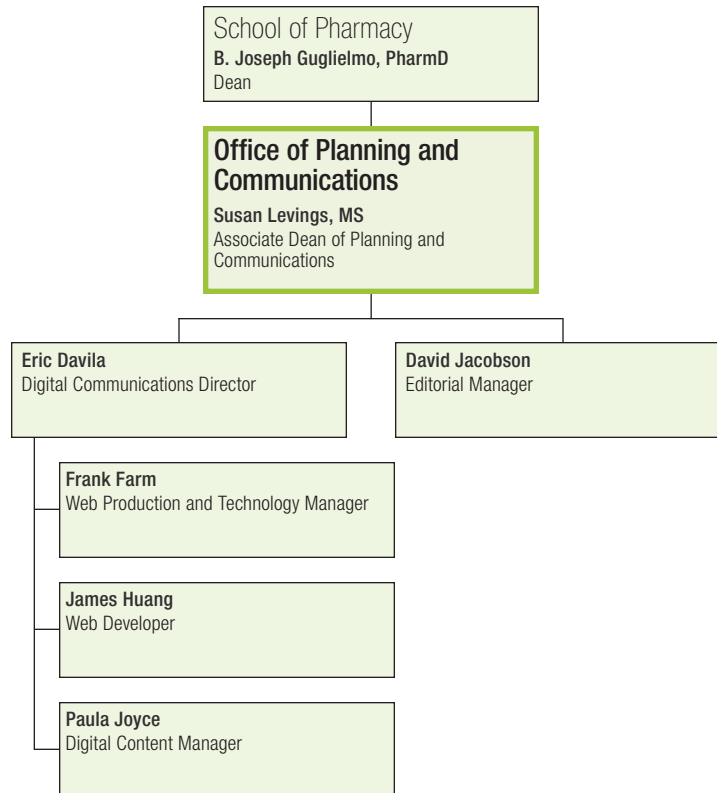 School of Pharmacy
B. Joseph Guglielmo, PharmD
Dean
Office of Planning and
Communications
Susan Levings, MS
Associate Dean of Planning and
Communications
Eric Davila
Digital Communications Director
David Jacobson
Editorial Manager
Frank Farm
Web Production and Technology Manager
James Huang
Web Developer
Paula Joyce
Digital Content Manager